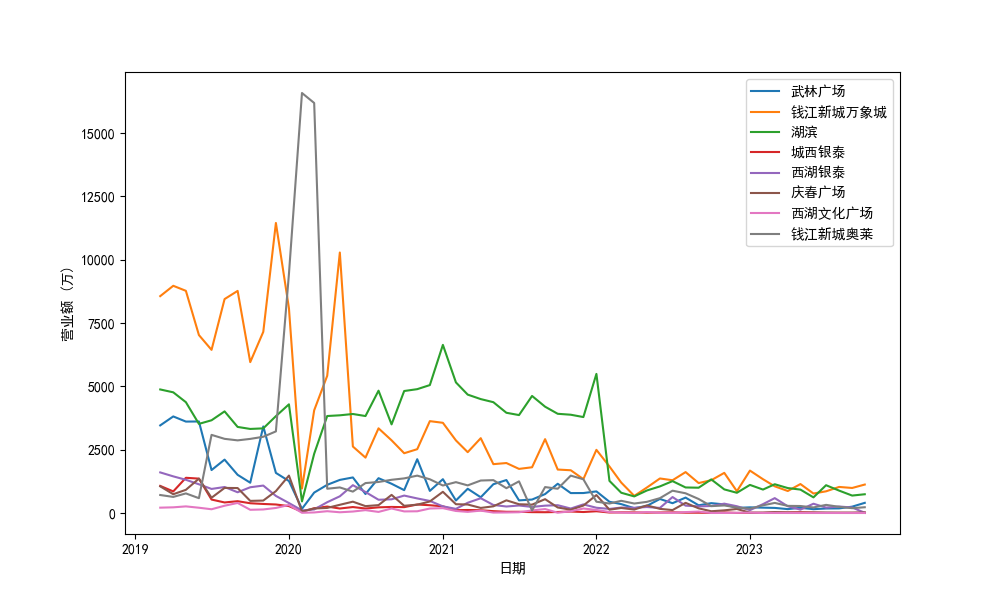 武林广场
钱江新城万象城
湖滨
城西银泰
西湖银泰
庆春广场
西湖文化广场
钱江新城奥莱
营业额（万）
15000
12500
10000
7500
5000
2500
0
2019
2020
2021
2022
2023
日期